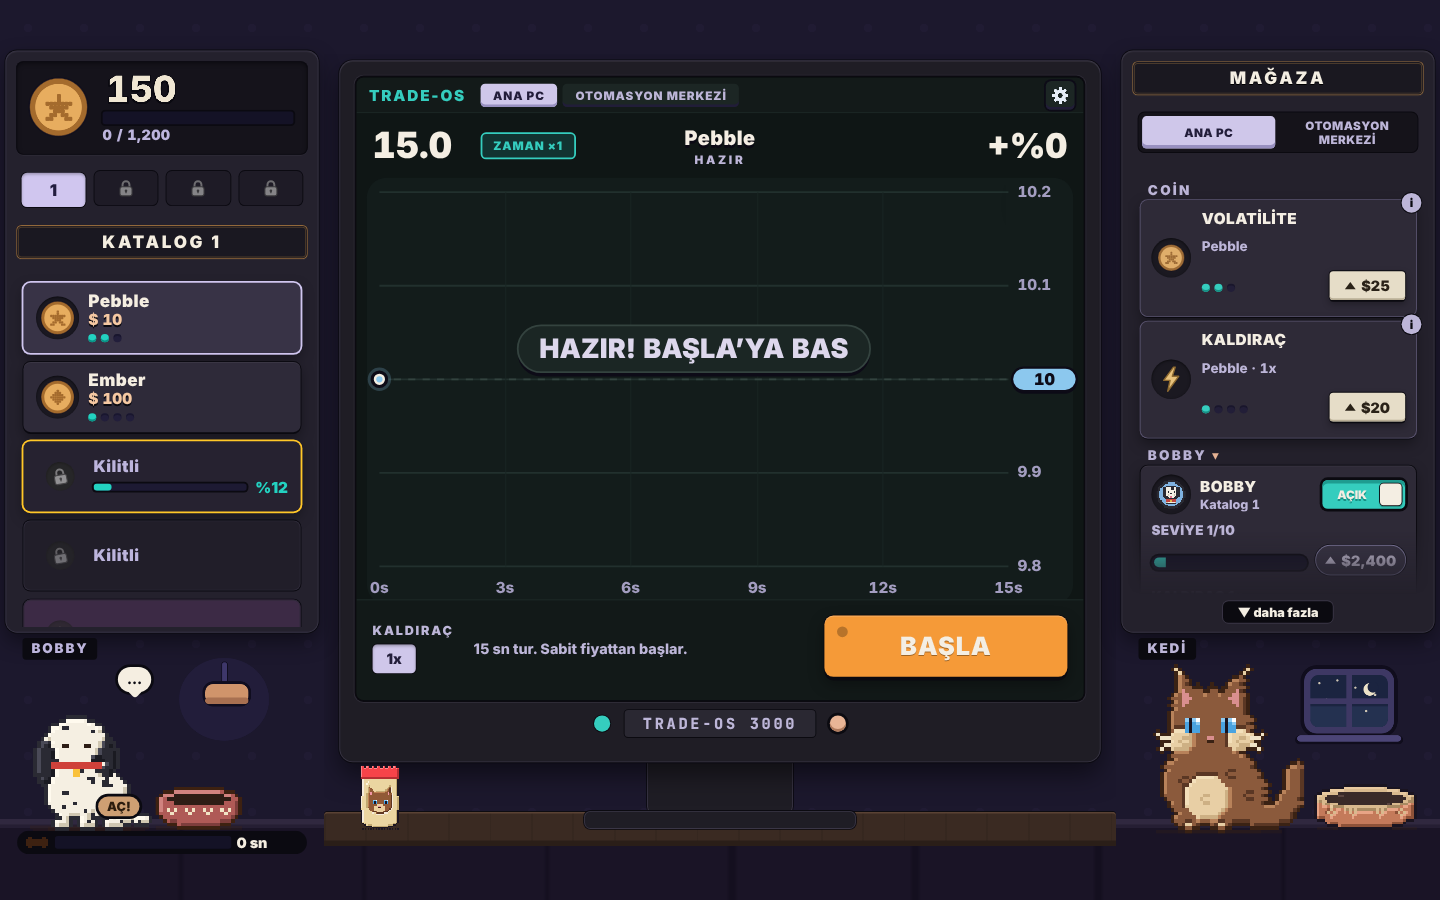 150
0 / 1,200
1
KATALOG 1
Pebble
$ 10
Ember
$ 100
Kilitli
%12
Kilitli
BOBBY
...
AÇ!
0 sn
TRADE-OS
ANA PC
OTOMASYON MERKEZİ
15.0
ZAMAN ×1
Pebble
HAZIR
+%0
10.2
10.1
HAZIR! BAŞLA’YA BAS
10
9.9
9.8
0s
3s
6s
9s
12s
15s
KALDIRAÇ
1x
15 sn tur. Sabit fiyattan başlar.
BAŞLA
TRADE-OS 3000
MAĞAZA
ANA PC
OTOMASYON
MERKEZİ
COİN
i
VOLATİLİTE
Pebble
▲ $25
i
KALDIRAÇ
Pebble · 1x
▲ $20
BOBBY ▼
BOBBY
Katalog 1
AÇIK
SEVİYE 1/10
▲ $2,400
▼ daha fazla
KEDİ